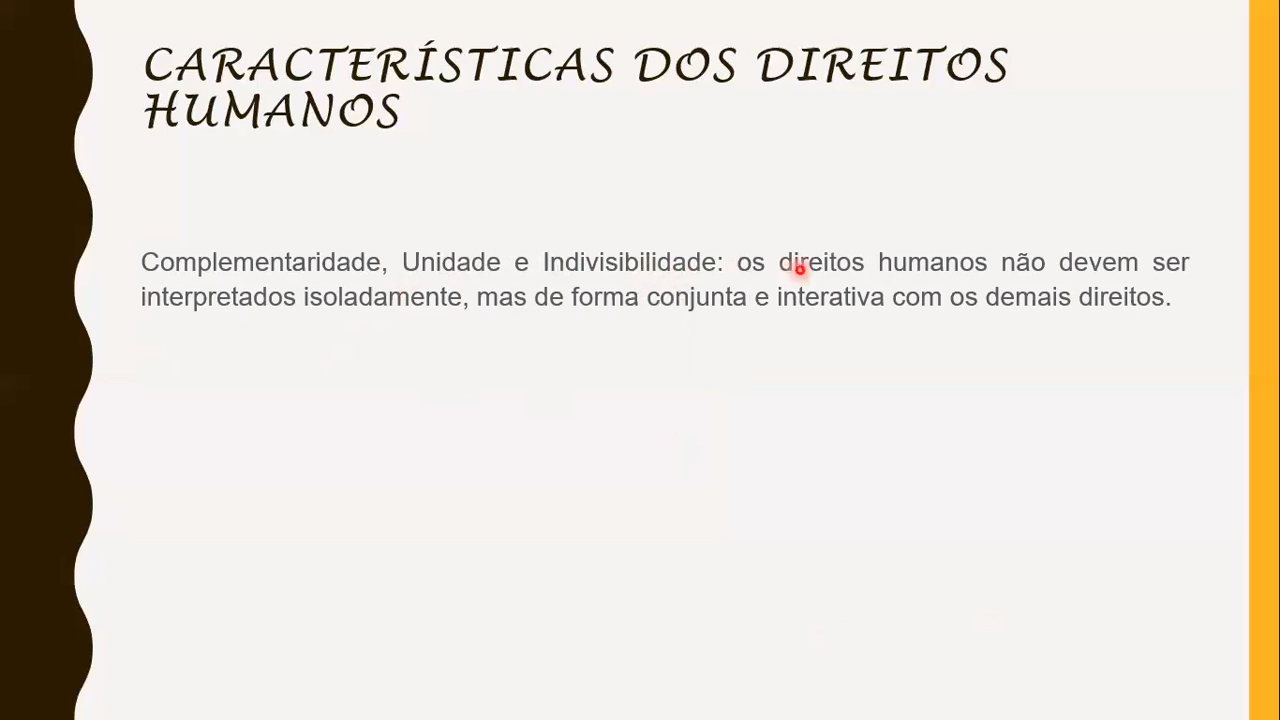 CARACTERÍSTICAS DOS DIREITOS
HUMANOS
Complementaridade, Unidade e Indivisibilidade: os direitos humanos não devem ser
interpretados isoladamente, mas de forma conjunta e interativa com os demais direitos.